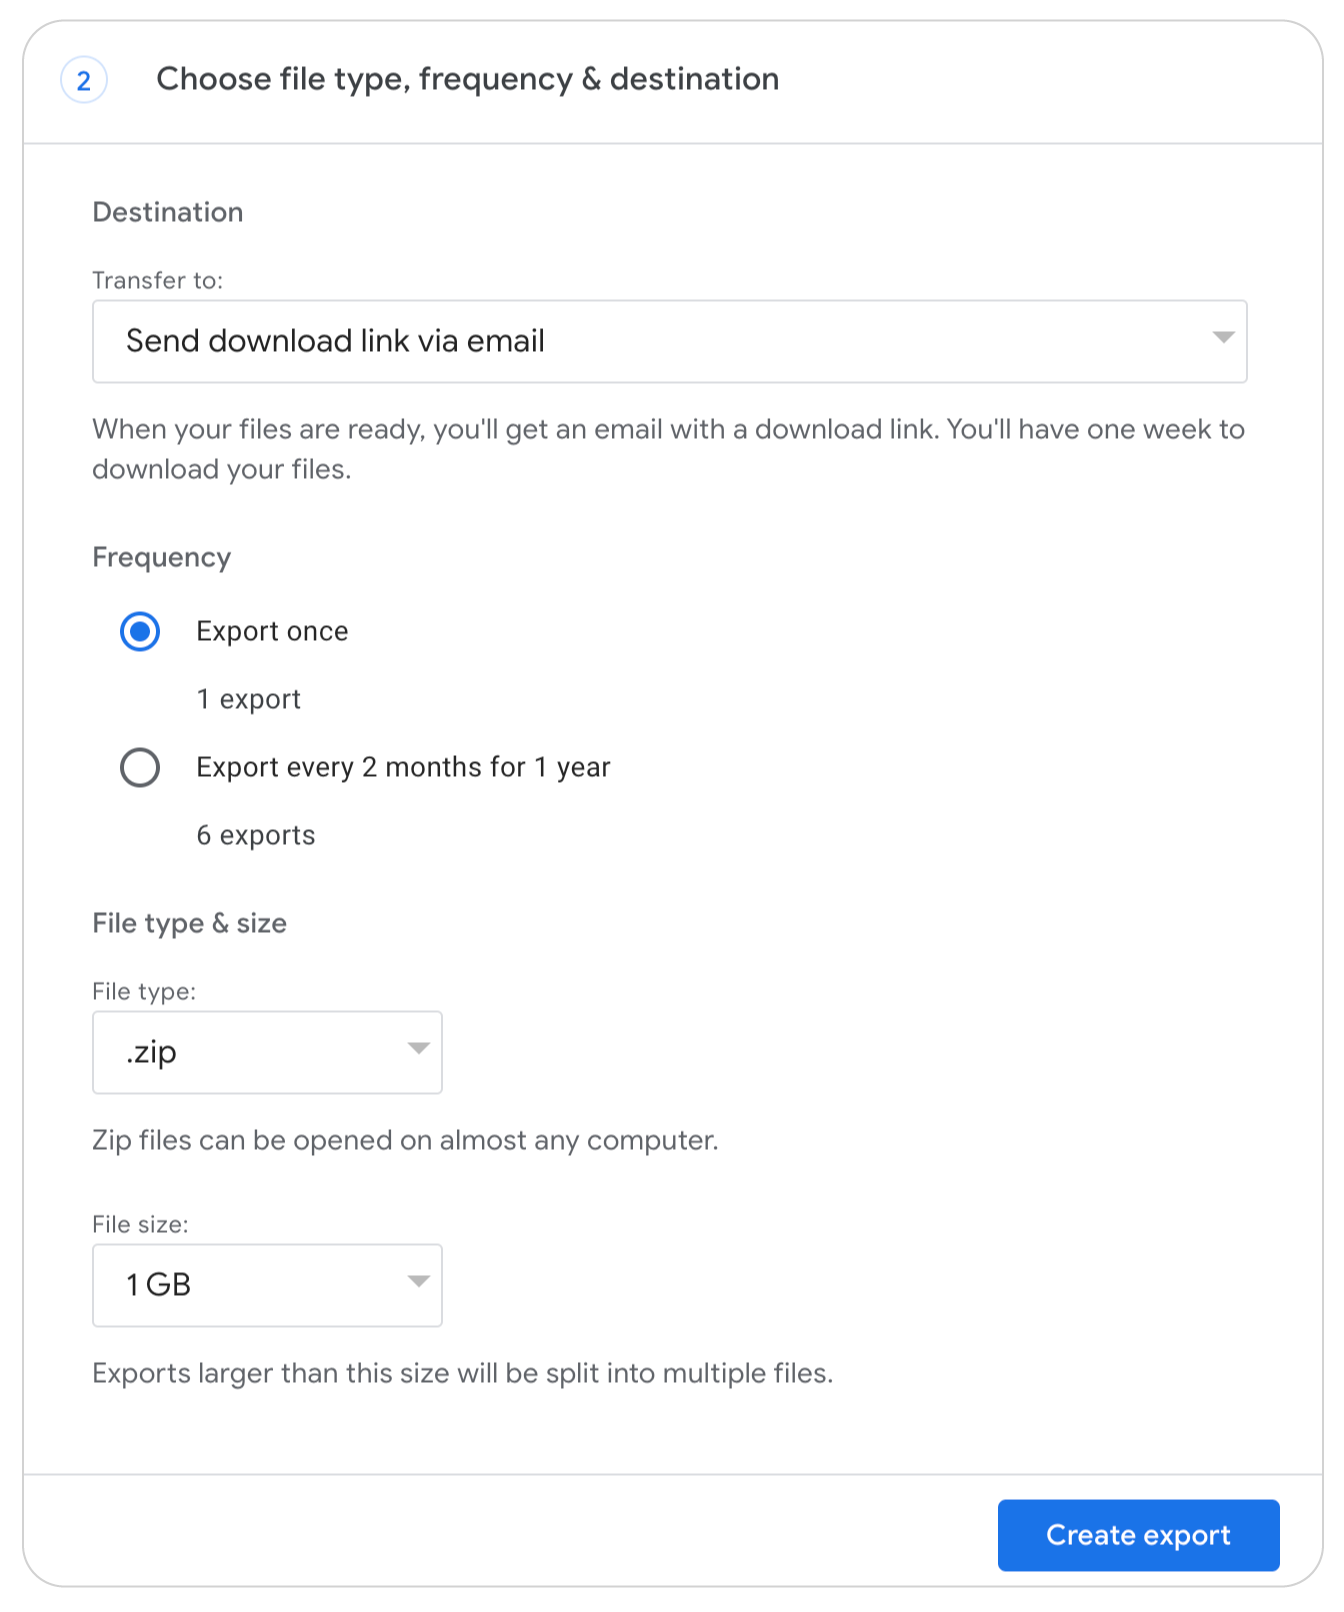 2
Choose file type, frequency & destination
Destination
Transfer to:
Send download link via email
When your files are ready, you'll get an email with a download link. You'll have one week to
download your files.
Frequency
Export once
1 export
Export every 2 months for 1 year
6 exports
File type & size
File type:
.zip
Zip files can be opened on almost any computer.
File size:
1 GB
Exports larger than this size will be split into multiple files.
Create export